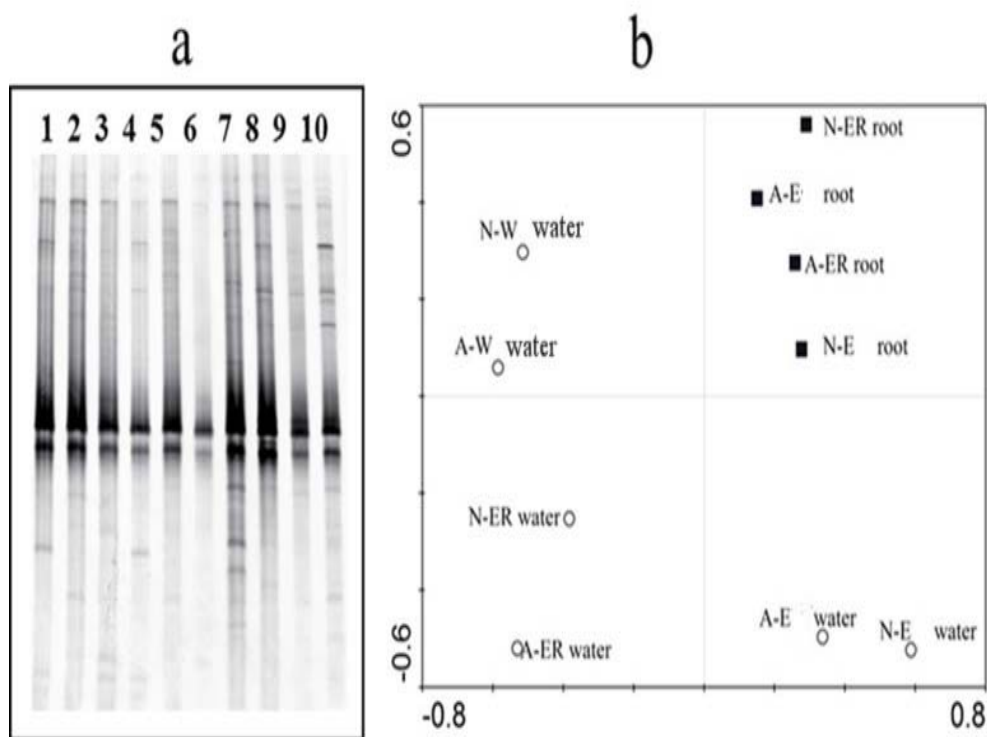 a
b
1 2 3 4 5 6 7 8 9 10
0.6
N-ER root
A-E root
N-W water
A-ER root
A-W water
N-E root
N-ER water
A-E water
N-E water
A-ER water
-0.6
-0.8
0.8